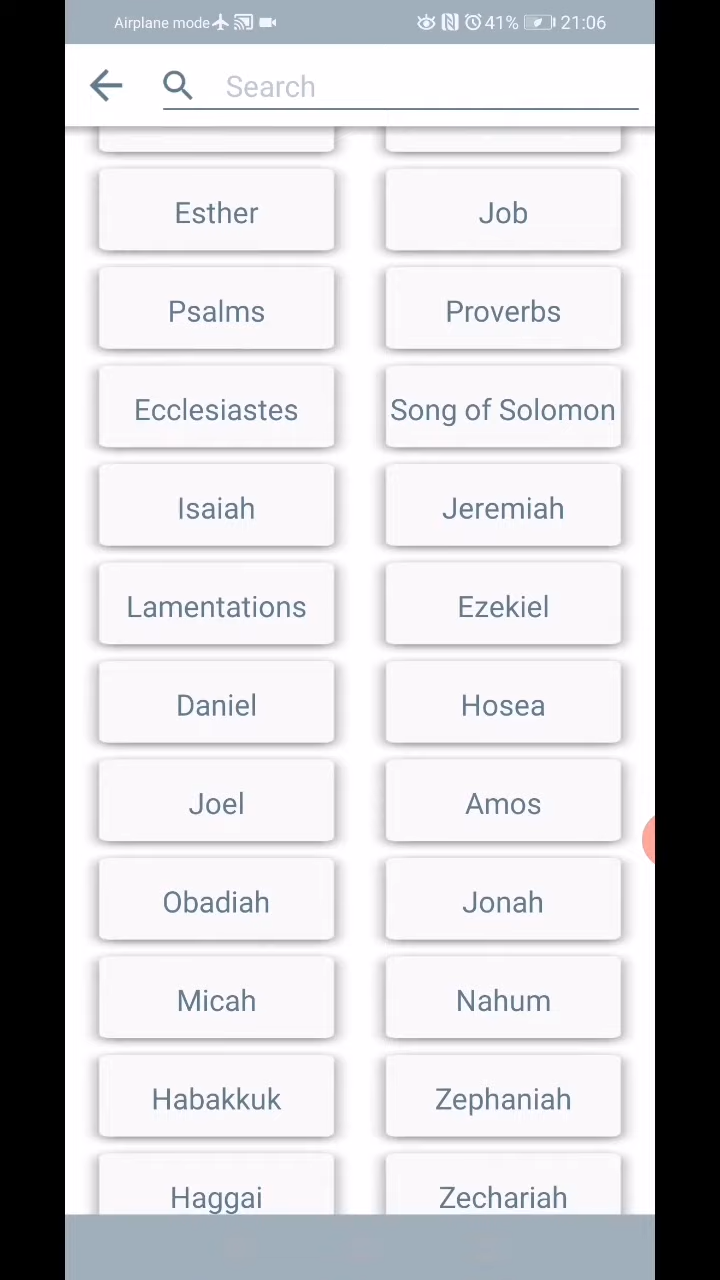 Airplane mode 41% 21:06
Search
Esther Job
Psalms Proverbs
Ecclesiastes Song of Solomon
Isaiah Jeremiah
Lamentations Ezekiel
Daniel Hosea
Joel Amos
Obadiah Jonah
Micah Nahum
Habakkuk Zephaniah
Haggai Zechariah